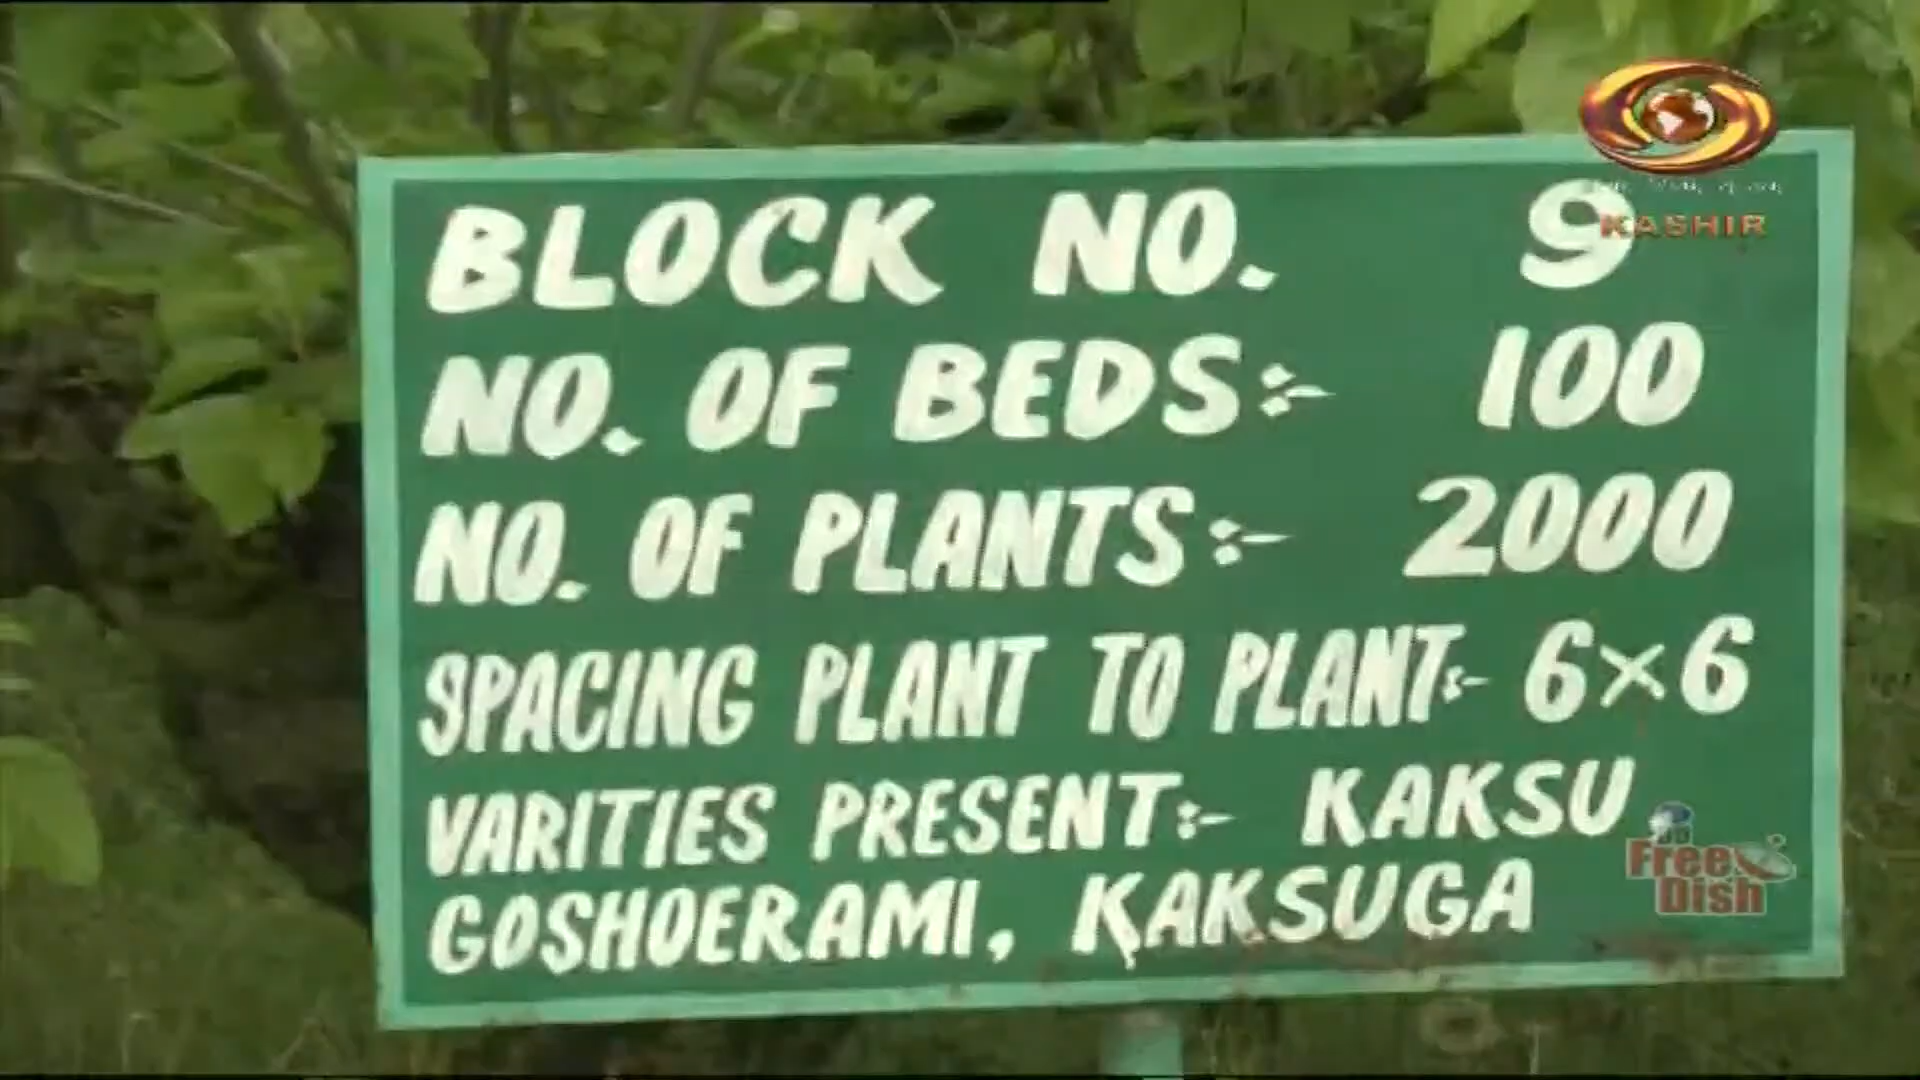 BLOCK NO. 9
NO. OF BEDS:- 100
NO. OF PLANTS:- 2000
SPACING PLANT TO PLANT:- 6×6
VARITIES PRESENT:- KAKSU
GOSHOERAMI, KAKSUGA
KASHIR
Free
Dish